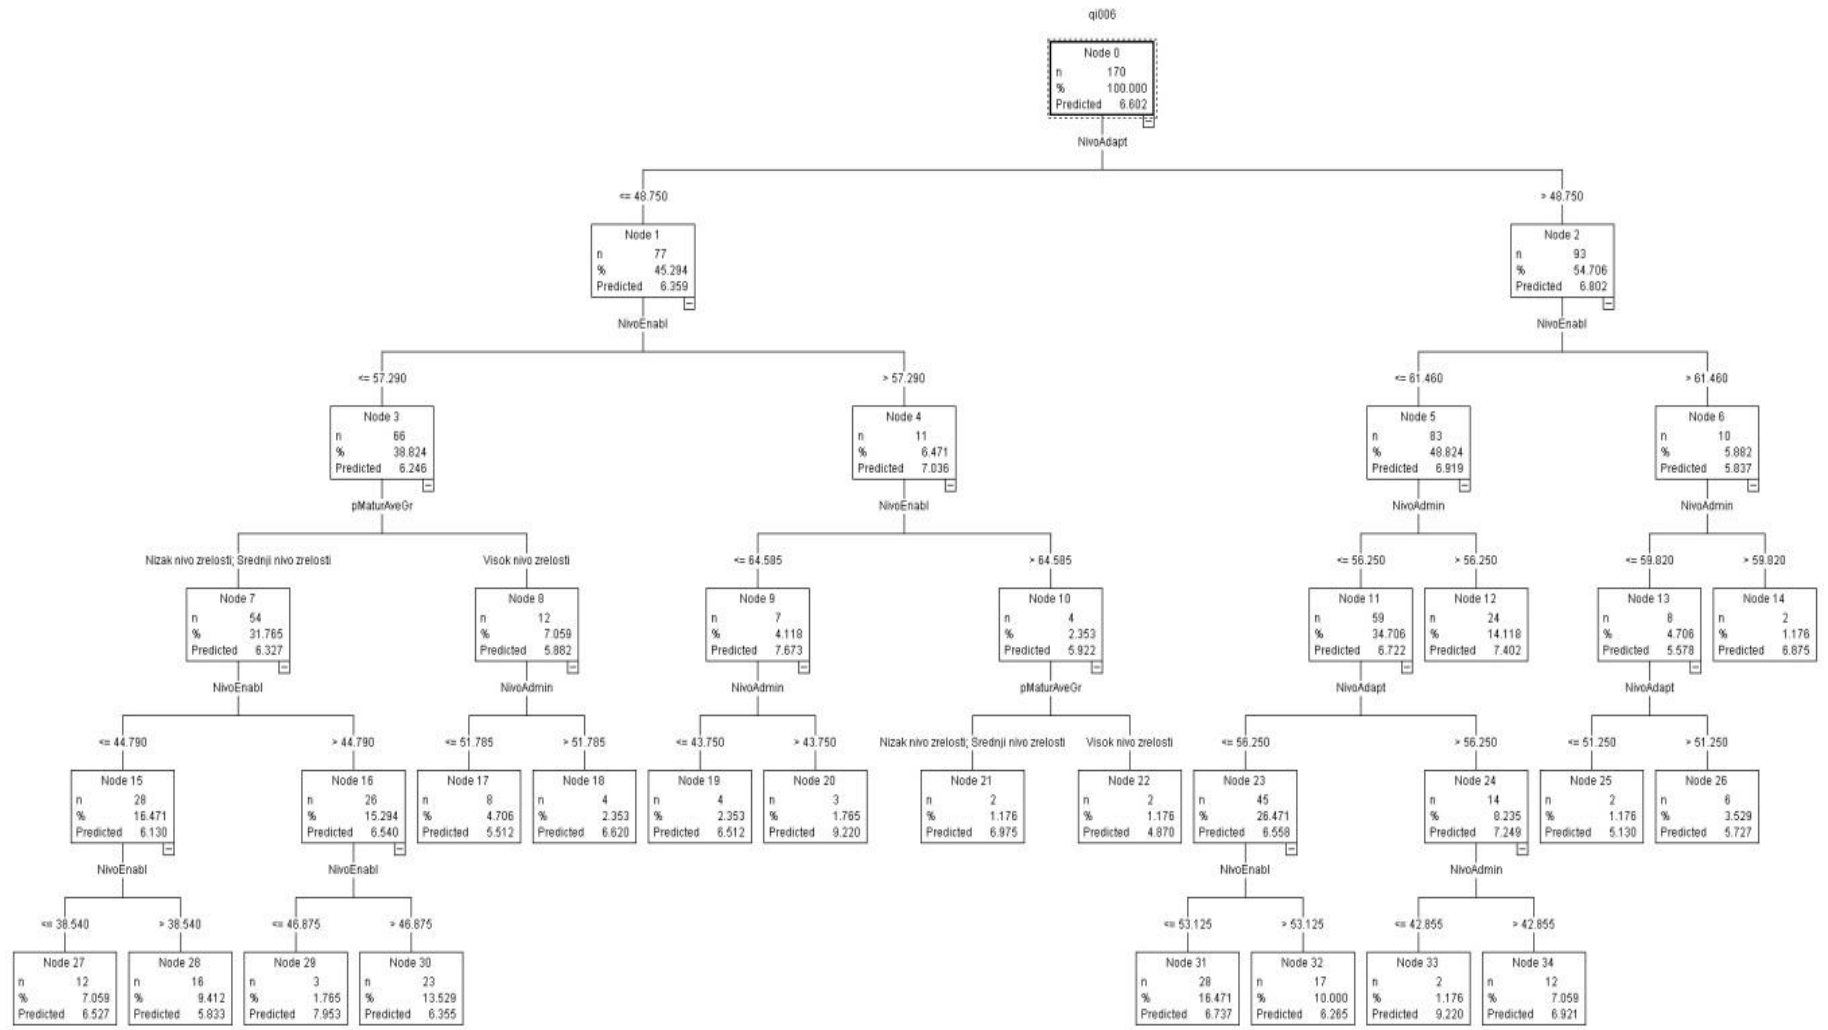 qi006
Node 0
n 170
% 100.000
Predicted 6.602
NivoAdapt
<= 48.750
> 48.750
Node 1
n 77
% 45.294
Predicted 6.359
Node 2
n 93
% 54.706
Predicted 6.802
NivoEnabl
NivoEnabl
<= 57.290
> 57.290
<= 61.460
> 61.460
Node 3
n 66
% 38.824
Predicted 6.246
Node 4
n 11
% 6.471
Predicted 7.036
Node 5
n 83
% 48.824
Predicted 6.919
Node 6
n 10
% 5.882
Predicted 5.837
pMaturAveGr
NivoEnabl
NivoAdmin
NivoAdmin
Nizak nivo zrelosti; Srednji nivo zrelosti
Visok nivo zrelosti
<= 64.585
> 64.585
<= 56.250
> 56.250
<= 59.820
> 59.820
Node 7
n 54
% 31.765
Predicted 6.327
Node 8
n 12
% 7.059
Predicted 5.882
Node 9
n 7
% 4.118
Predicted 7.673
Node 10
n 4
% 2.353
Predicted 5.922
Node 11
n 59
% 34.706
Predicted 6.722
Node 12
n 24
% 14.118
Predicted 7.402
Node 13
n 8
% 4.706
Predicted 5.578
Node 14
n 2
% 1.176
Predicted 6.875
NivoEnabl
NivoAdmin
NivoAdmin
pMaturAveGr
NivoAdapt
NivoAdapt
<= 44.790
> 44.790
<= 51.785
> 51.785
<= 43.750
> 43.750
Nizak nivo zrelosti; Srednji nivo zrelosti
Visok nivo zrelosti
<= 56.250
> 56.250
<= 51.250
> 51.250
Node 15
n 28
% 16.471
Predicted 6.130
Node 16
n 26
% 15.294
Predicted 6.540
Node 17
n 8
% 4.706
Predicted 5.512
Node 18
n 4
% 2.353
Predicted 6.620
Node 19
n 4
% 2.353
Predicted 6.512
Node 20
n 3
% 1.765
Predicted 9.220
Node 21
n 2
% 1.176
Predicted 6.975
Node 22
n 2
% 1.176
Predicted 4.870
Node 23
n 45
% 26.471
Predicted 6.558
Node 24
n 14
% 8.235
Predicted 7.249
Node 25
n 2
% 1.176
Predicted 5.130
Node 26
n 6
% 3.529
Predicted 5.727
NivoEnabl
NivoEnabl
NivoEnabl
NivoAdmin
<= 38.540
> 38.540
<= 46.875
> 46.875
<= 53.125
> 53.125
<= 42.855
> 42.855
Node 27
n 12
% 7.059
Predicted 6.527
Node 28
n 16
% 9.412
Predicted 5.833
Node 29
n 3
% 1.765
Predicted 7.953
Node 30
n 23
% 13.529
Predicted 6.355
Node 31
n 28
% 16.471
Predicted 6.737
Node 32
n 17
% 10.000
Predicted 6.265
Node 33
n 2
% 1.176
Predicted 9.220
Node 34
n 12
% 7.059
Predicted 6.921